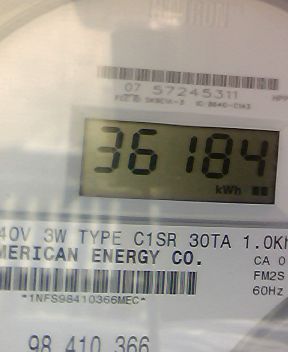 07 57245311
36184
kWh
40V 3W TYPE C1SR 30TA 1.0Kh
MERICAN ENERGY CO.
CA 0
FM2S
60Hz
*1NFS98410366MEC*
98 410 366